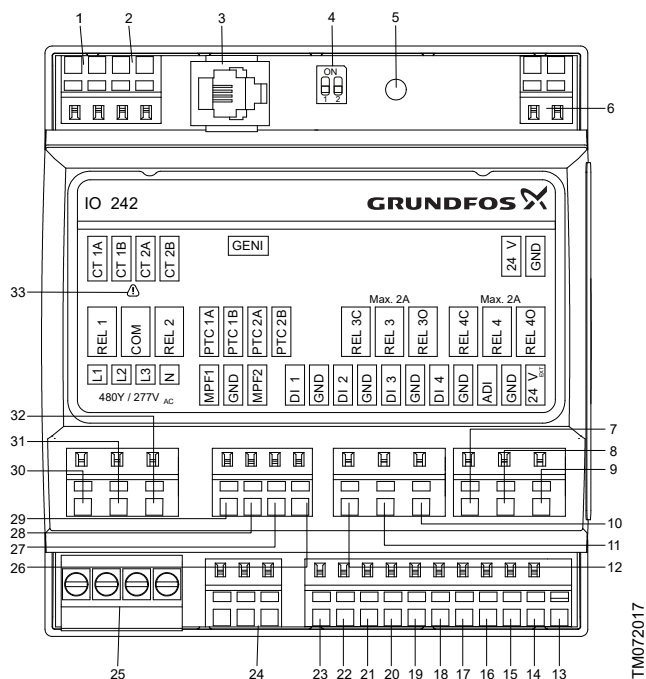 1 2 3 4 5
ON
1 2
6
IO 242 GRUNDFOS
CT 1A CT 1B CT 2A CT 2B GENI 24 V GND
33
Max. 2A Max. 2A
REL 1 COM REL 2 PTC 1A PTC 1B PTC 2A PTC 2B REL 3C REL 3 REL 3O REL 4C REL 4 REL 4O
L1 L2 L3 N MPF1 GND MPF2 DI 1 GND DI 2 GND DI 3 GND DI 4 GND ADI GND 24 V EXT
480Y / 277V AC
32 7
31 8
30 9
29 10
28
27 11
26 12
25 24 23 22 21 20 19 18 17 16 15 14 13
TM072017